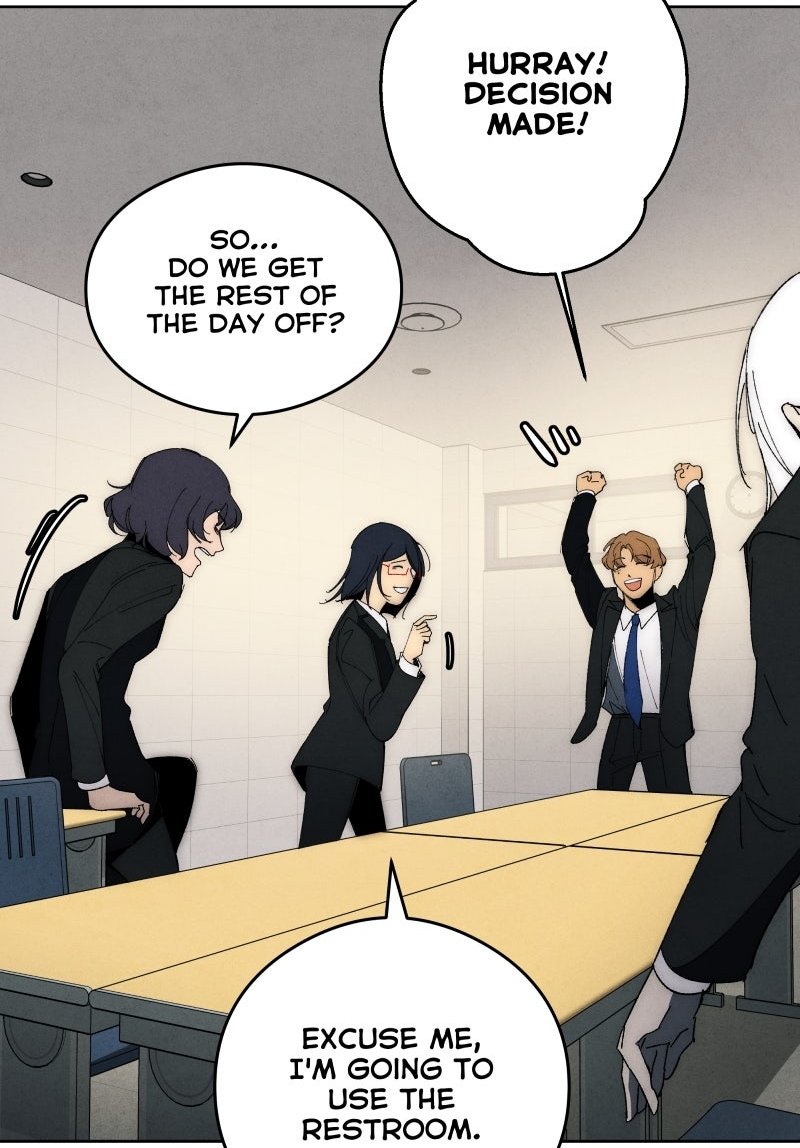 HURRAY!
DECISION
MADE!
SO...
DO WE GET
THE REST OF
THE DAY OFF?
EXCUSE ME,
I'M GOING TO
USE THE
RESTROOM.